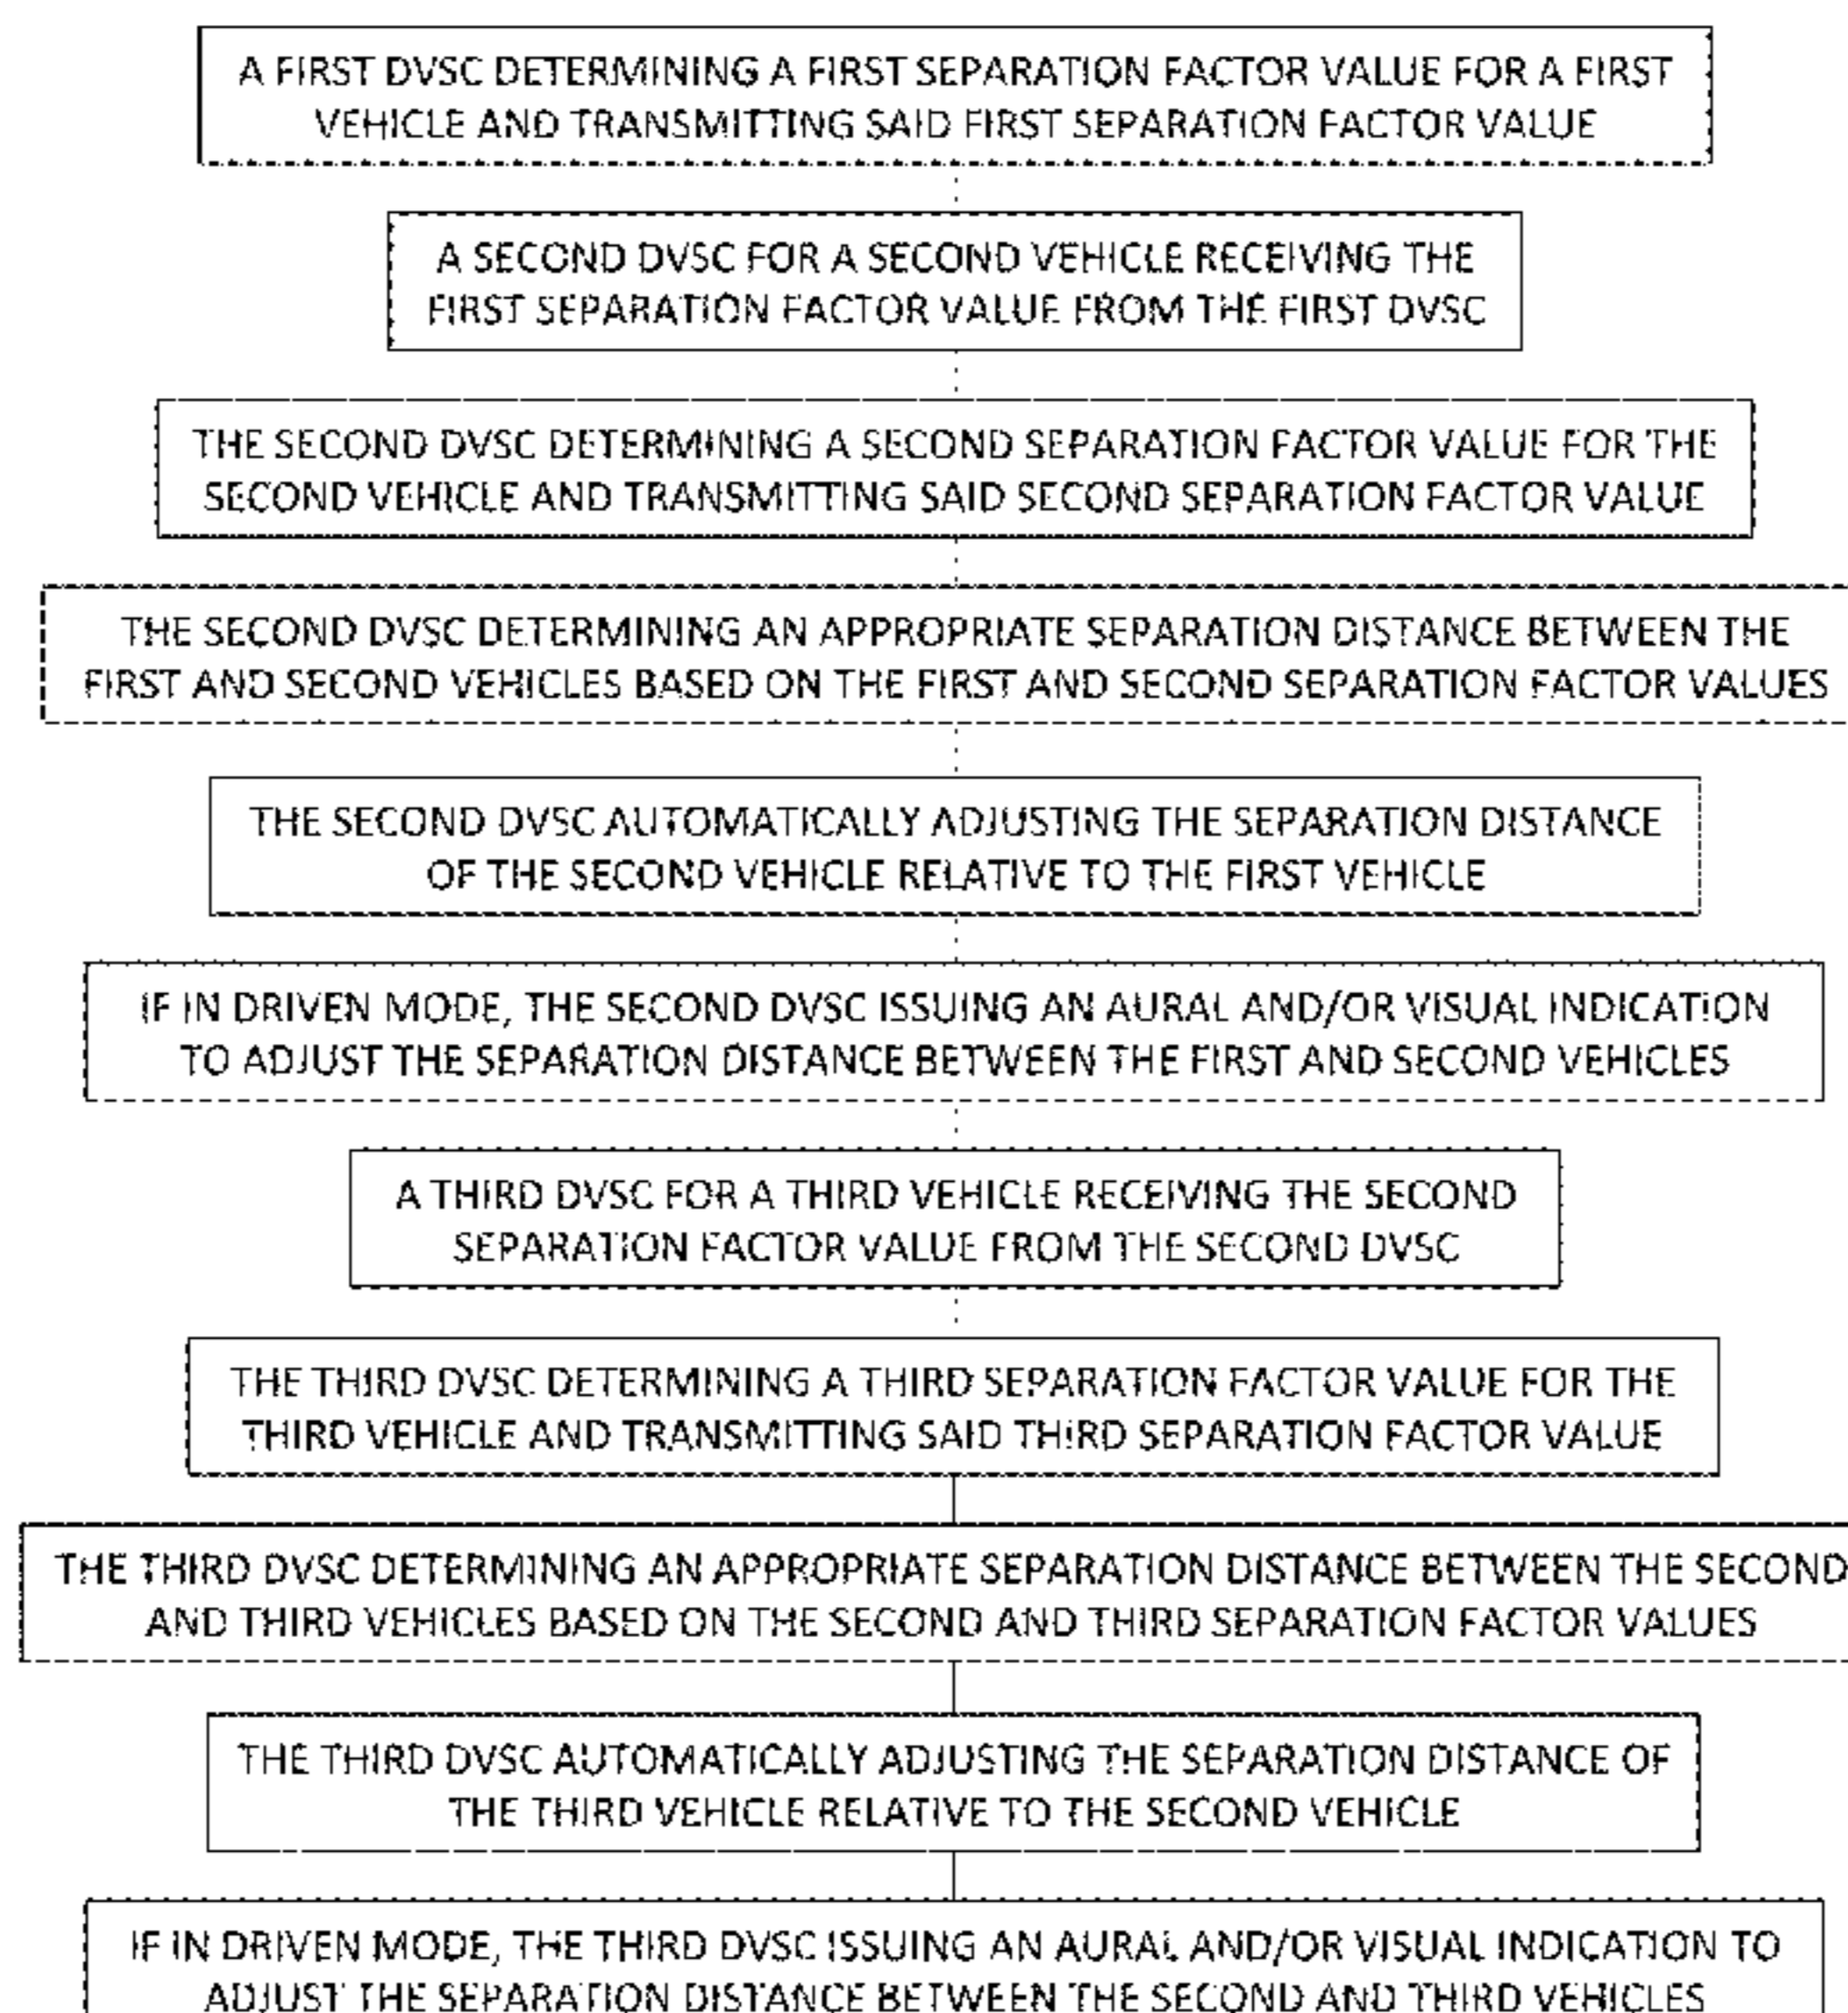 A FIRST DVSC DETERMINING A FIRST SEPARATION FACTOR VALUE FOR A FIRST
VEHICLE AND TRANSMITTING SAID FIRST SEPARATION FACTOR VALUE
A SECOND DVSC FOR A SECOND VEHICLE RECEIVING THE
FIRST SEPARATION FACTOR VALUE FROM THE FIRST DVSC
THE SECOND DVSC DETERMINING A SECOND SEPARATION FACTOR VALUE FOR THE
SECOND VEHICLE AND TRANSMITTING SAID SECOND SEPARATION FACTOR VALUE
THE SECOND DVSC DETERMINING AN APPROPRIATE SEPARATION DISTANCE BETWEEN THE
FIRST AND SECOND VEHICLES BASED ON THE FIRST AND SECOND SEPARATION FACTOR VALUES
THE SECOND DVSC AUTOMATICALLY ADJUSTING THE SEPARATION DISTANCE
OF THE SECOND VEHICLE RELATIVE TO THE FIRST VEHICLE
IF IN DRIVEN MODE, THE SECOND DVSC ISSUING AN AURAL AND/OR VISUAL INDICATION
TO ADJUST THE SEPARATION DISTANCE BETWEEN THE FIRST AND SECOND VEHICLES
A THIRD DVSC FOR A THIRD VEHICLE RECEIVING THE SECOND
SEPARATION FACTOR VALUE FROM THE SECOND DVSC
THE THIRD DVSC DETERMINING A THIRD SEPARATION FACTOR VALUE FOR THE
THIRD VEHICLE AND TRANSMITTING SAID THIRD SEPARATION FACTOR VALUE
THE THIRD DVSC DETERMINING AN APPROPRIATE SEPARATION DISTANCE BETWEEN THE SECOND
AND THIRD VEHICLES BASED ON THE SECOND AND THIRD SEPARATION FACTOR VALUES
THE THIRD DVSC AUTOMATICALLY ADJUSTING THE SEPARATION DISTANCE OF
THE THIRD VEHICLE RELATIVE TO THE SECOND VEHICLE
IF IN DRIVEN MODE, THE THIRD DVSC ISSUING AN AURAL AND/OR VISUAL INDICATION TO
ADJUST THE SEPARATION DISTANCE BETWEEN THE SECOND AND THIRD VEHICLES